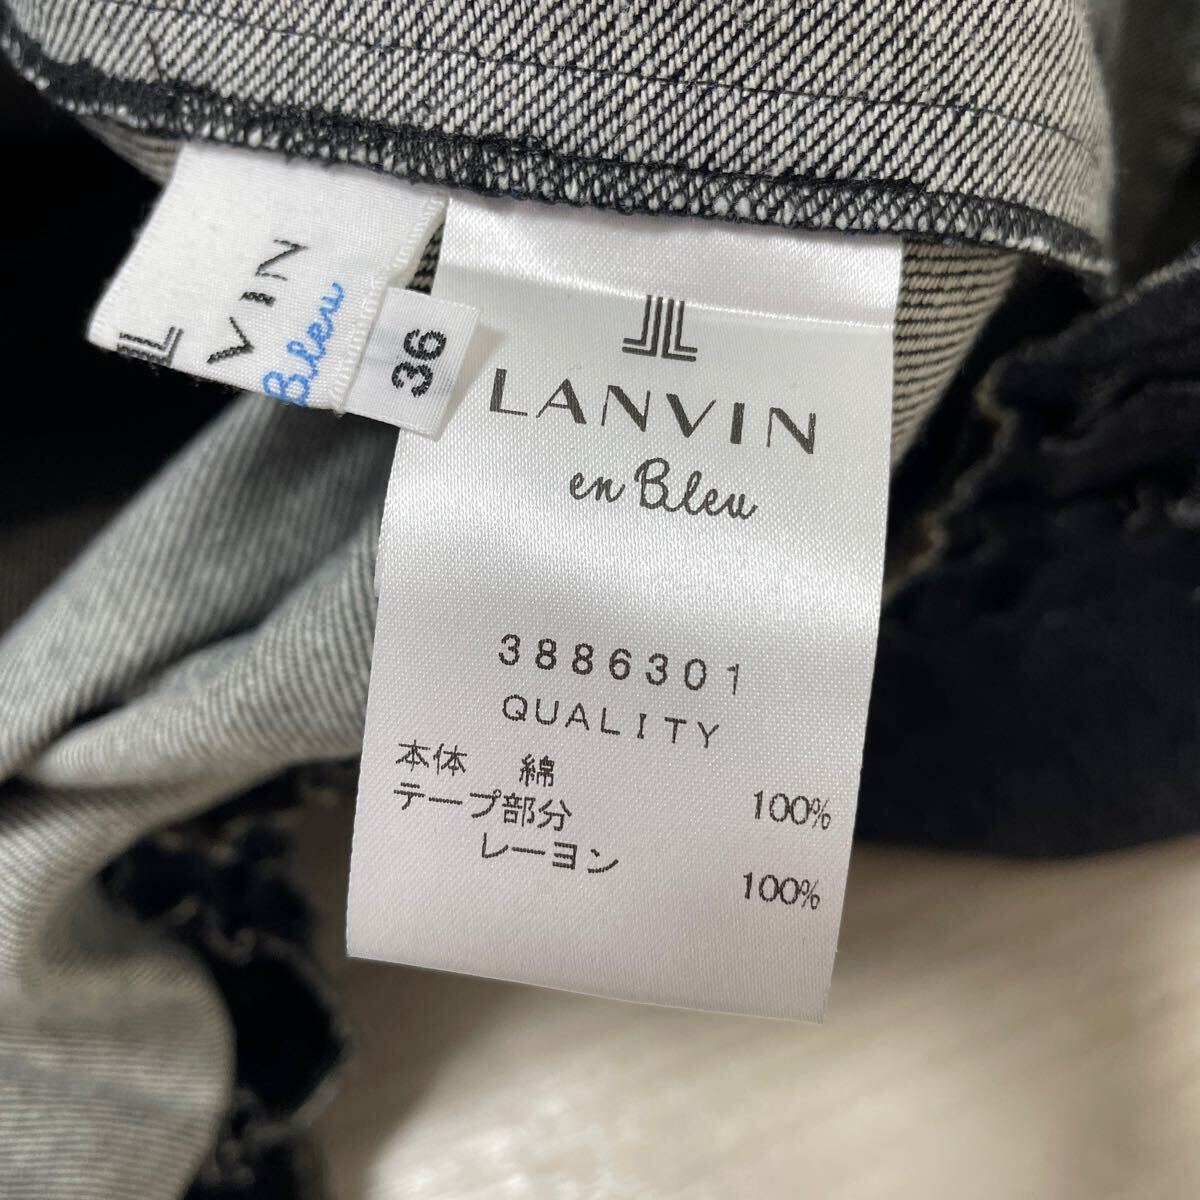 VIN
Bleu
36
LANVIN
en Bleu
3886301
QUALITY
本体 綿 100%
テープ部分
レーヨン 100%